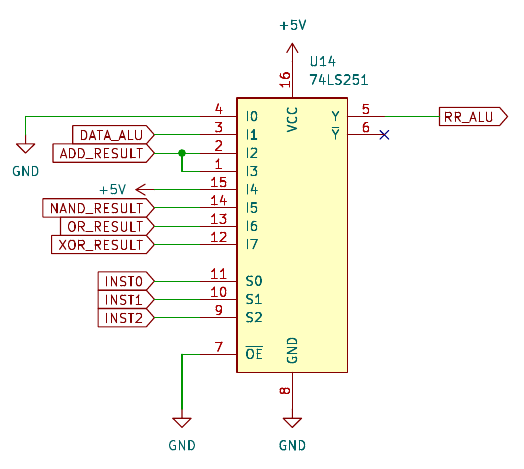 +5V
U14
74LS251
16
VCC
4 I0 Y 5 RR_ALU
DATA_ALU 3 I1 Y 6
ADD_RESULT 2 I2
1 I3
GND
+5V 15 I4
NAND_RESULT 14 I5
OR_RESULT 13 I6
XOR_RESULT 12 I7
INST0 11 S0
INST1 10 S1
INST2 9 S2
7 OE
GND
8
GND
GND